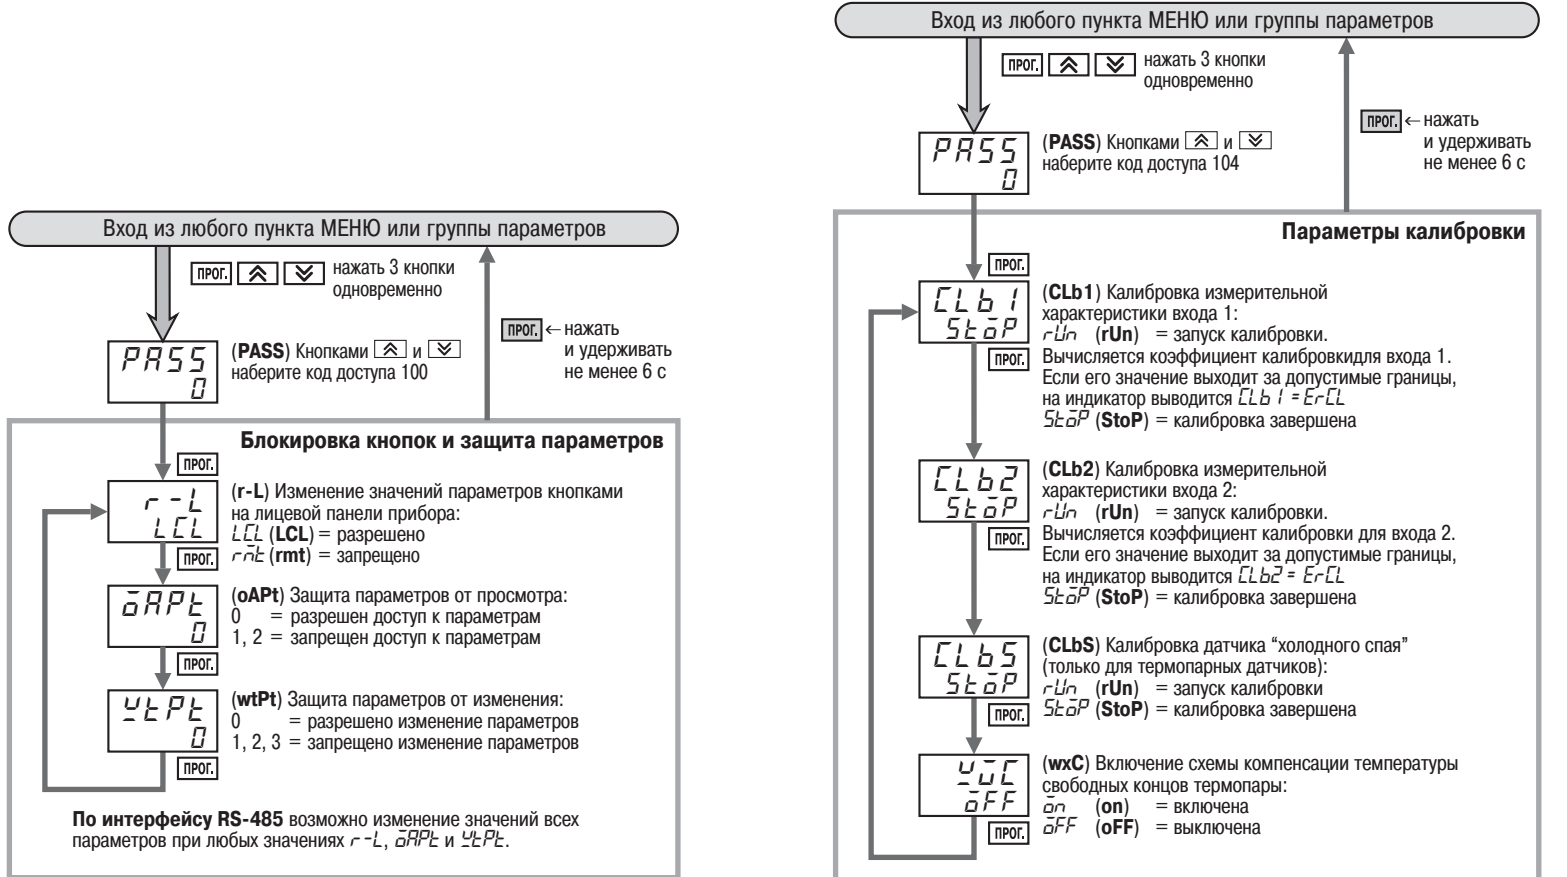 Вход из любого пункта МЕНЮ или группы параметров
ПРОГ. нажать 3 кнопки
одновременно
ПРОГ. ← нажать
и удерживать
не менее 6 с
PASS
0
(PASS) Кнопками и
наберите код доступа 100
Блокировка кнопок и защита параметров
ПРОГ.
r-L
LCL
(r-L) Изменение значений параметров кнопками
на лицевой панели прибора:
LCL (LCL) = разрешено
rmt (rmt) = запрещено
ПРОГ.
oAPt
0
(oAPt) Защита параметров от просмотра:
0 = разрешен доступ к параметрам
1, 2 = запрещен доступ к параметрам
ПРОГ.
wtPt
0
(wtPt) Защита параметров от изменения:
0 = разрешено изменение параметров
1, 2, 3 = запрещено изменение параметров
ПРОГ.
По интерфейсу RS-485 возможно изменение значений всех
параметров при любых значениях r-L, oAPt и wtPt.
Вход из любого пункта МЕНЮ или группы параметров
ПРОГ. нажать 3 кнопки
одновременно
ПРОГ. ← нажать
и удерживать
не менее 6 с
PASS
0
(PASS) Кнопками и
наберите код доступа 104
Параметры калибровки
ПРОГ.
CLb1
StoP
(CLb1) Калибровка измерительной
характеристики входа 1:
rUn (rUn) = запуск калибровки.
Вычисляется коэффициент калибровкидля входа 1.
Если его значение выходит за допустимые границы,
на индикатор выводится CLb1 = ErCL
StoP (StoP) = калибровка завершена
ПРОГ.
CLb2
StoP
(CLb2) Калибровка измерительной
характеристики входа 2:
rUn (rUn) = запуск калибровки.
Вычисляется коэффициент калибровки для входа 2.
Если его значение выходит за допустимые границы,
на индикатор выводится CLb2 = ErCL
StoP (StoP) = калибровка завершена
ПРОГ.
CLbS
StoP
(CLbS) Калибровка датчика “холодного спая”
(только для термопарных датчиков):
rUn (rUn) = запуск калибровки
StoP (StoP) = калибровка завершена
ПРОГ.
wxC
oFF
(wxC) Включение схемы компенсации температуры
свободных концов термопары:
on (on) = включена
oFF (oFF) = выключена
ПРОГ.